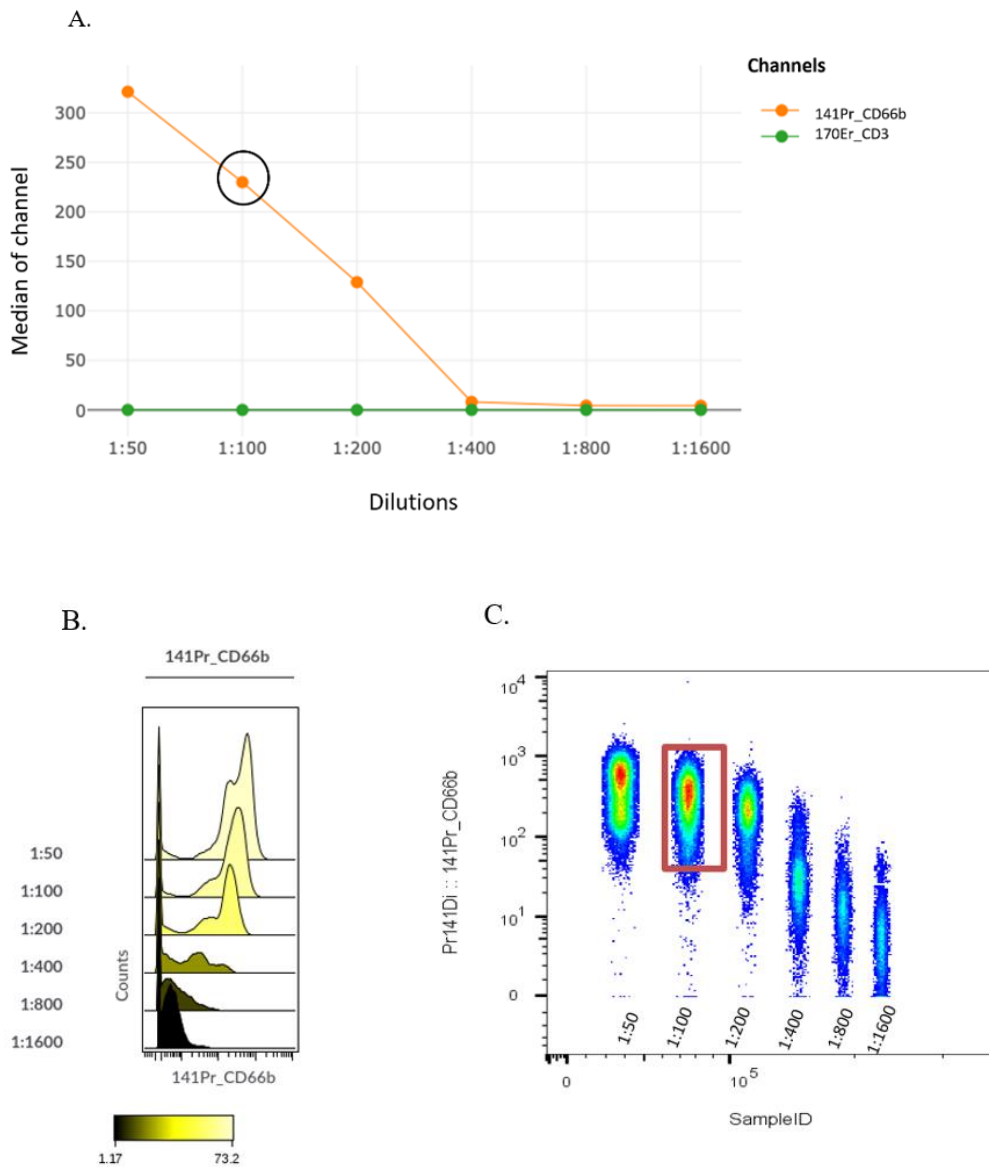 A.
Channels
141Pr_CD66b
170Er_CD3
Median of channel
300
250
200
150
100
50
0
1:50 1:100 1:200 1:400 1:800 1:1600
Dilutions
B.
141Pr_CD66b
1:50
1:100
1:200
1:400
1:800
1:1600
Counts
141Pr_CD66b
1.17 73.2
C.
Pr141Di :: 141Pr_CD66b
10^4
10^3
10^2
10^1
0
1:50 1:100 1:200 1:400 1:800 1:1600
0 10^5
SampleID